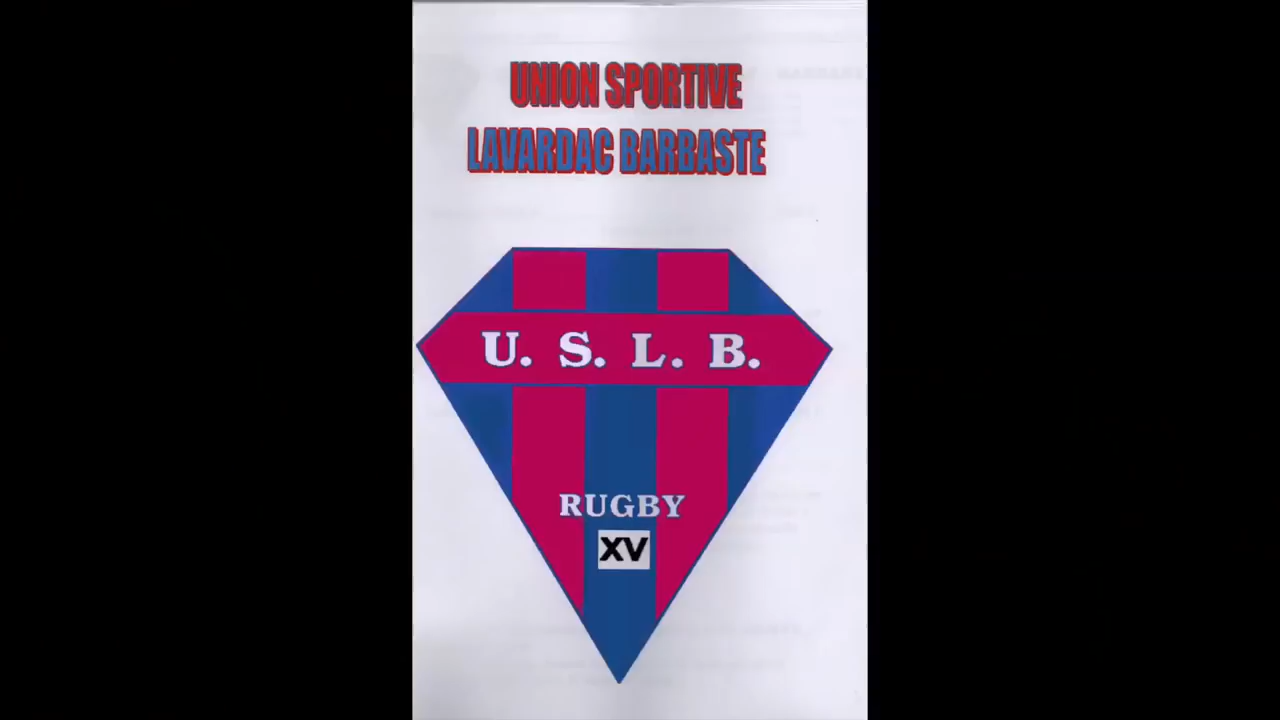 UNION SPORTIVE
LAVARDAC BARBASTE
U. S. L. B.
RUGBY
XV